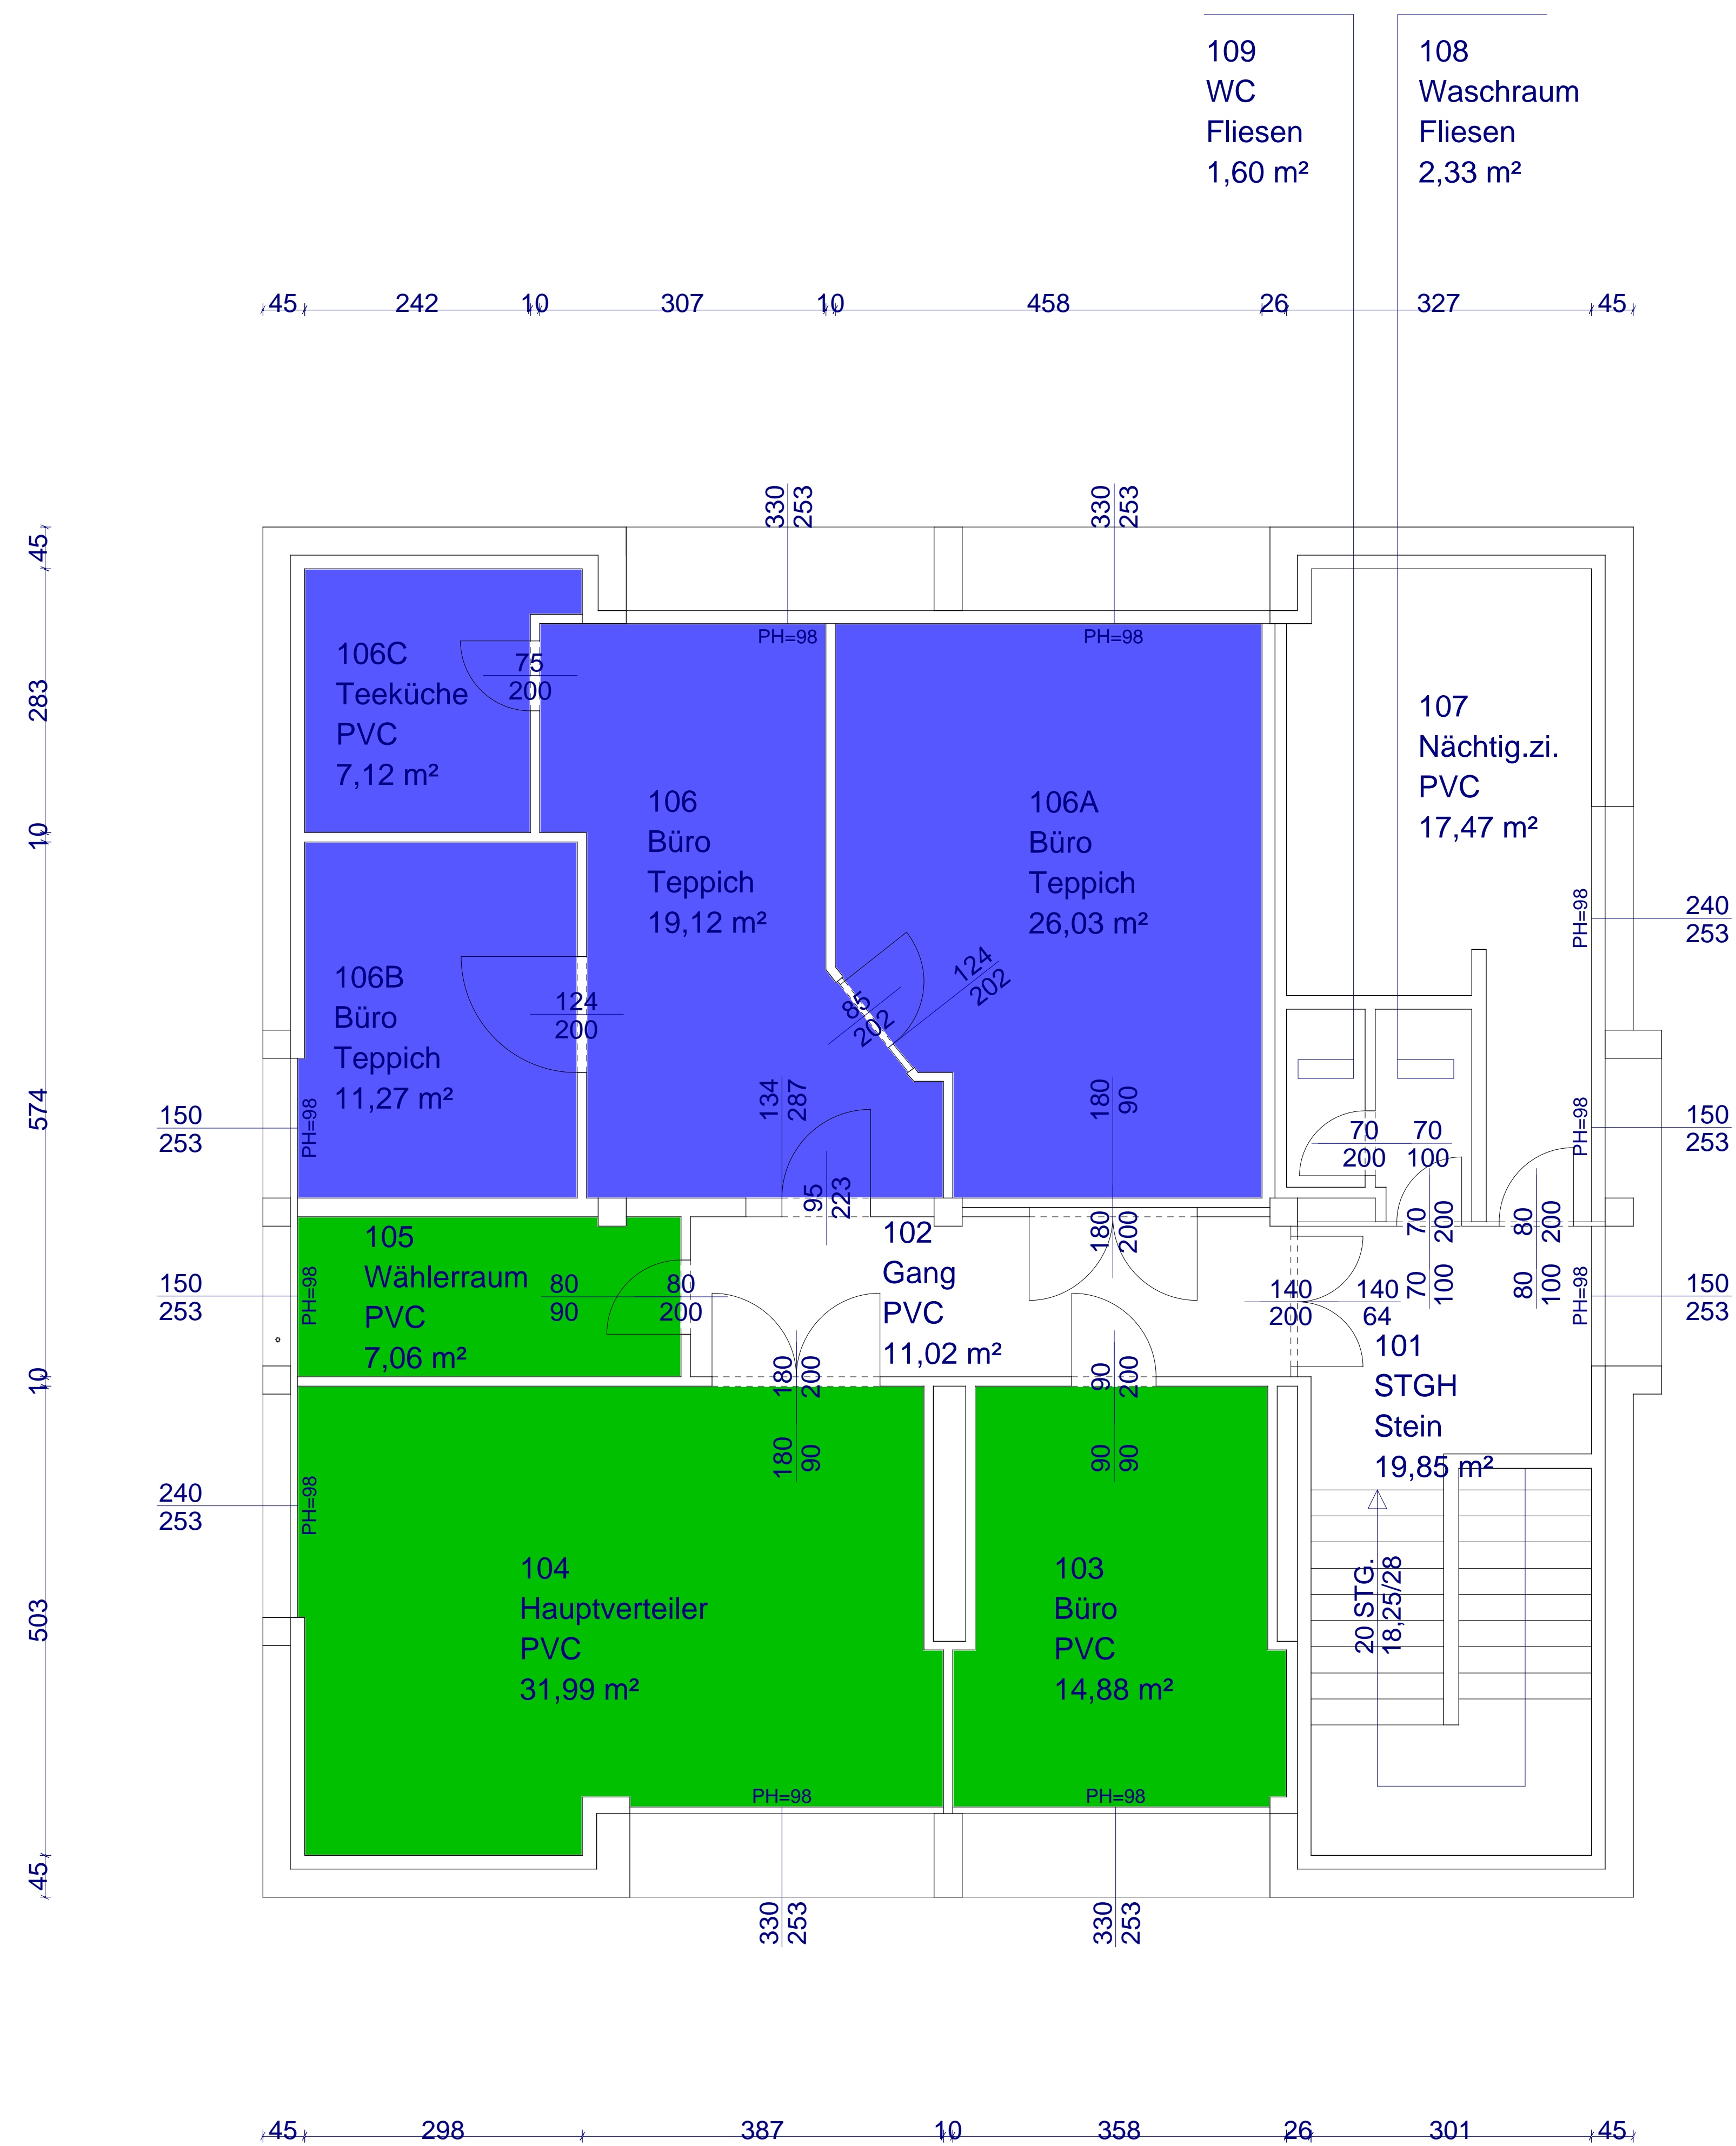 109
WC
Fliesen
1,60 m²
108
Waschraum
Fliesen
2,33 m²
45 242 10 307 10 458 26 327 45
330
253
330
253
45
283
10
574
10
503
45
PH=98
PH=98
106C
Teeküche
PVC
7,12 m²
75
200
106
Büro
Teppich
19,12 m²
106A
Büro
Teppich
26,03 m²
107
Nächtig.zi.
PVC
17,47 m²
PH=98
240
253
106B
Büro
Teppich
11,27 m²
124
200
85
202
124
202
150
253
PH=98
134
287
95
223
180
90
70
200
70
100
PH=98
150
253
105
Wählerraum
PVC
7,06 m²
150
253
PH=98
80
90
80
200
102
Gang
PVC
11,02 m²
180
200
140
200
140
64
70
200
70
100
80
200
80
100
PH=98
150
253
101
STGH
Stein
19,85 m²
180
200
180
90
90
200
90
90
240
253
PH=98
104
Hauptverteiler
PVC
31,99 m²
103
Büro
PVC
14,88 m²
20 STG.
18,25/28
PH=98
PH=98
330
253
330
253
45 298 387 10 358 26 301 45